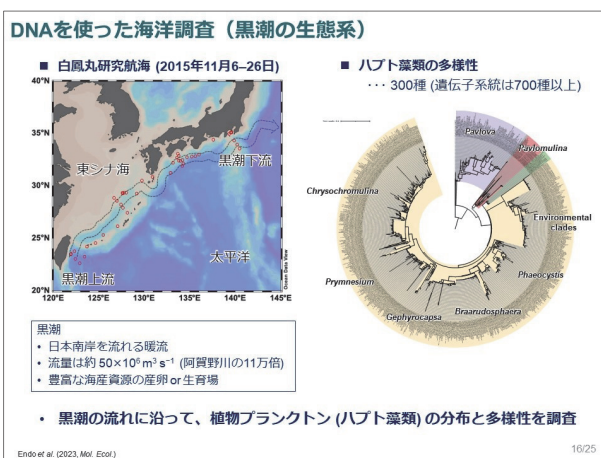 DNAを使った海洋調査（黒潮の生態系）
■ 白鳳丸研究航海 (2015年11月6–26日)
40°N
35°N
30°N
25°N
20°N
120°E
125°E
130°E
135°E
140°E
145°E
東シナ海
黒潮下流
太平洋
黒潮上流
Ocean Data View
黒潮
• 日本南岸を流れる暖流
• 流量は約 50×10⁶ m³ s⁻¹ (阿賀野川の11万倍)
• 豊富な海産資源の産卵 or 生育場
■ ハプト藻類の多様性
･･･ 300種 (遺伝子系統は700種以上)
Pavlova
Pavlomulina
Chrysochromulina
Environmental
clades
Phaeocystis
Prymnesium
Braarudosphaera
Gephyrocapsa
• 黒潮の流れに沿って、植物プランクトン (ハプト藻類) の分布と多様性を調査
Endo et al. (2023, Mol. Ecol.)
16/25